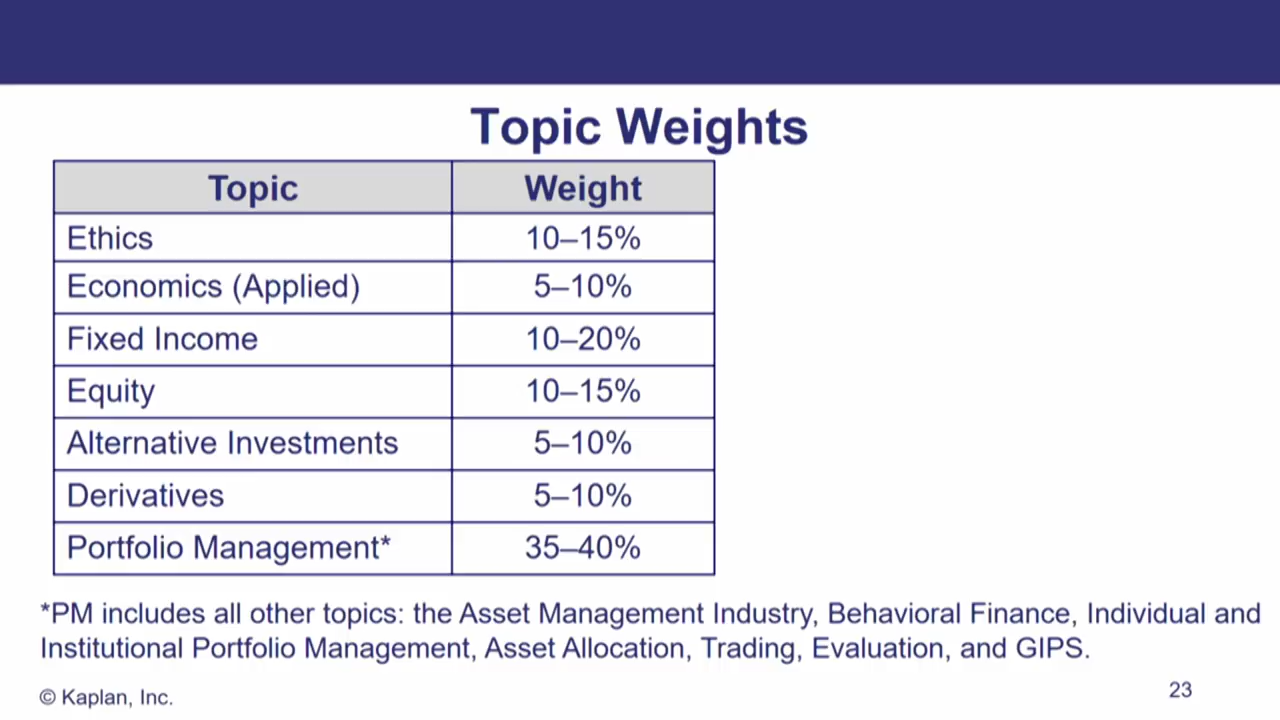 Topic Weights
Topic Weight
Ethics 10–15%
Economics (Applied) 5–10%
Fixed Income 10–20%
Equity 10–15%
Alternative Investments 5–10%
Derivatives 5–10%
Portfolio Management* 35–40%
*PM includes all other topics: the Asset Management Industry, Behavioral Finance, Individual and
Institutional Portfolio Management, Asset Allocation, Trading, Evaluation, and GIPS.
© Kaplan, Inc.
23